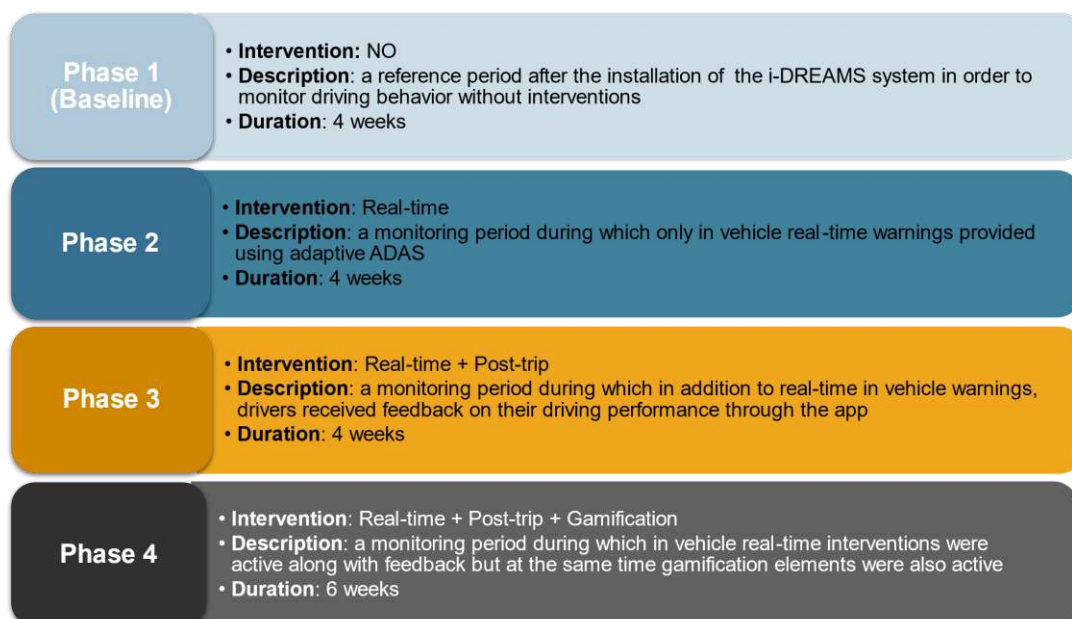 Phase 1
(Baseline)
• Intervention: NO
• Description: a reference period after the installation of the i-DREAMS system in order to
monitor driving behavior without interventions
• Duration: 4 weeks
Phase 2
• Intervention: Real-time
• Description: a monitoring period during which only in vehicle real-time warnings provided
using adaptive ADAS
• Duration: 4 weeks
Phase 3
• Intervention: Real-time + Post-trip
• Description: a monitoring period during which in addition to real-time in vehicle warnings,
drivers received feedback on their driving performance through the app
• Duration: 4 weeks
Phase 4
• Intervention: Real-time + Post-trip + Gamification
• Description: a monitoring period during which in vehicle real-time interventions were
active along with feedback but at the same time gamification elements were also active
• Duration: 6 weeks